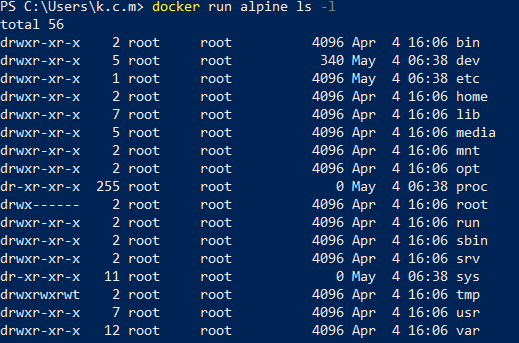 PS C:\Users\k.c.m> docker run alpine ls -l
total 56
drwxr-xr-x    2 root     root          4096 Apr  4 16:06 bin
drwxr-xr-x    5 root     root           340 May  4 06:38 dev
drwxr-xr-x    1 root     root          4096 May  4 06:38 etc
drwxr-xr-x    2 root     root          4096 Apr  4 16:06 home
drwxr-xr-x    7 root     root          4096 Apr  4 16:06 lib
drwxr-xr-x    5 root     root          4096 Apr  4 16:06 media
drwxr-xr-x    2 root     root          4096 Apr  4 16:06 mnt
drwxr-xr-x    2 root     root          4096 Apr  4 16:06 opt
dr-xr-xr-x  255 root     root             0 May  4 06:38 proc
drwx------    2 root     root          4096 Apr  4 16:06 root
drwxr-xr-x    2 root     root          4096 Apr  4 16:06 run
drwxr-xr-x    2 root     root          4096 Apr  4 16:06 sbin
drwxr-xr-x    2 root     root          4096 Apr  4 16:06 srv
dr-xr-xr-x   11 root     root             0 May  4 06:38 sys
drwxrwxrwt    2 root     root          4096 Apr  4 16:06 tmp
drwxr-xr-x    7 root     root          4096 Apr  4 16:06 usr
drwxr-xr-x   12 root     root          4096 Apr  4 16:06 var